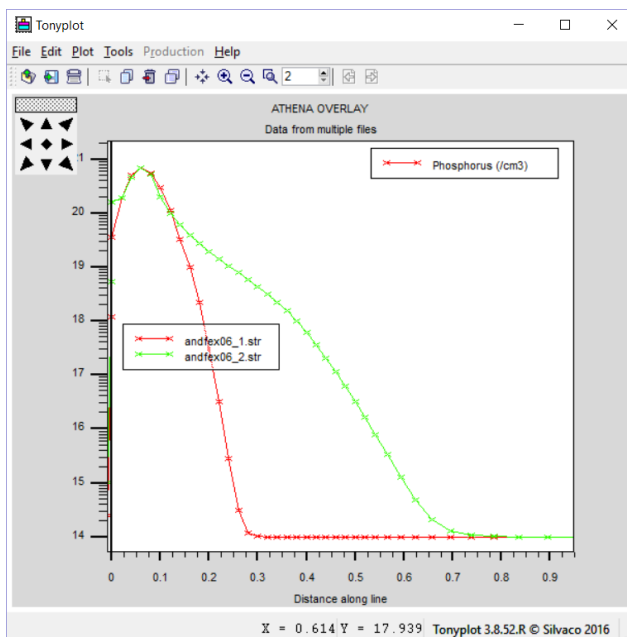 Tonyplot
File Edit Plot Tools Production Help
2
ATHENA OVERLAY
Data from multiple files
Phosphorus (/cm3)
21
20
19
18
andfex06_1.str
andfex06_2.str
17
16
15
14
0 0.1 0.2 0.3 0.4 0.5 0.6 0.7 0.8 0.9
Distance along line
X = 0.614 Y = 17.939 Tonyplot 3.8.52.R © Silvaco 2016